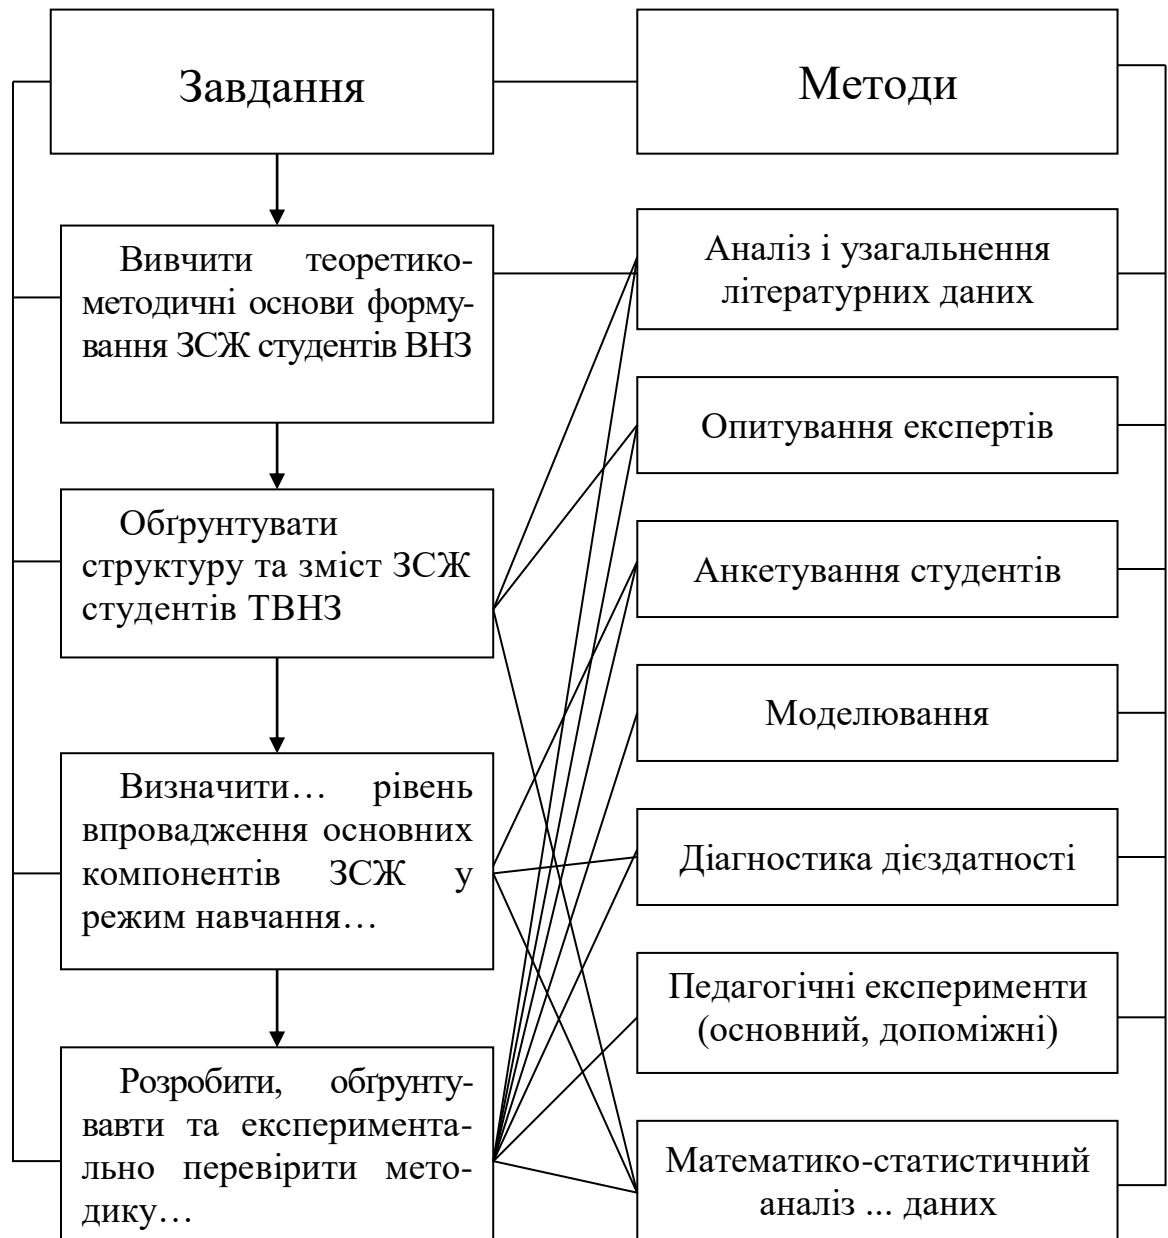 Завдання
Методи
Вивчити теоретико-
методичні основи форму-
вання ЗСЖ студентів ВНЗ
Обґрунтувати
структуру та зміст ЗСЖ
студентів ТВНЗ
Визначити… рівень
впровадження основних
компонентів ЗСЖ у
режим навчання…
Розробити, обґрунту-
вавти та експеримента-
льно перевірити мето-
дику…
Аналіз і узагальнення
літературних даних
Опитування експертів
Анкетування студентів
Моделювання
Діагностика дієздатності
Педагогічні експерименти
(основний, допоміжні)
Математико-статистичний
аналіз ... даних